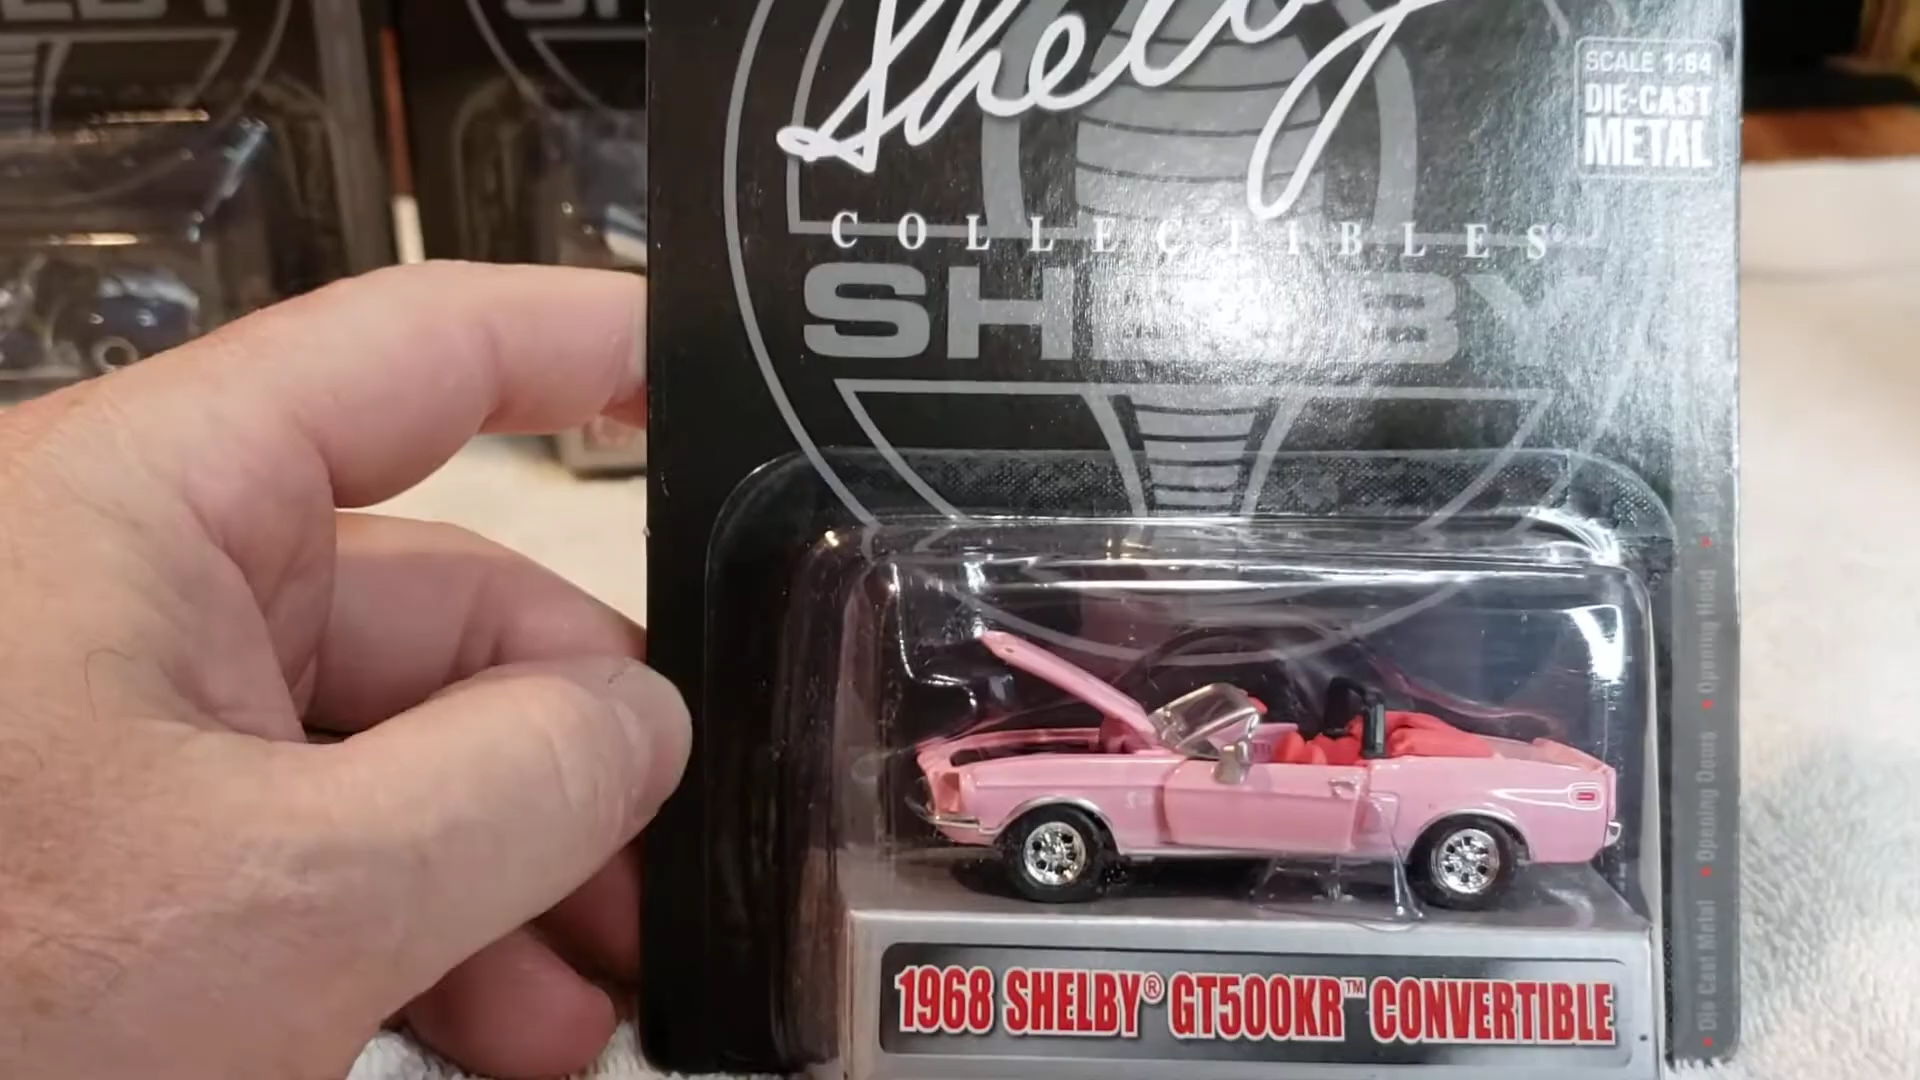 Shelby
SCALE 1:64
DIE-CAST
METAL
COLLECTIBLES
SHELBY
1968 SHELBY® GT500KR™ CONVERTIBLE
• Die Cast Metal • Opening Doors • Opening Hood •